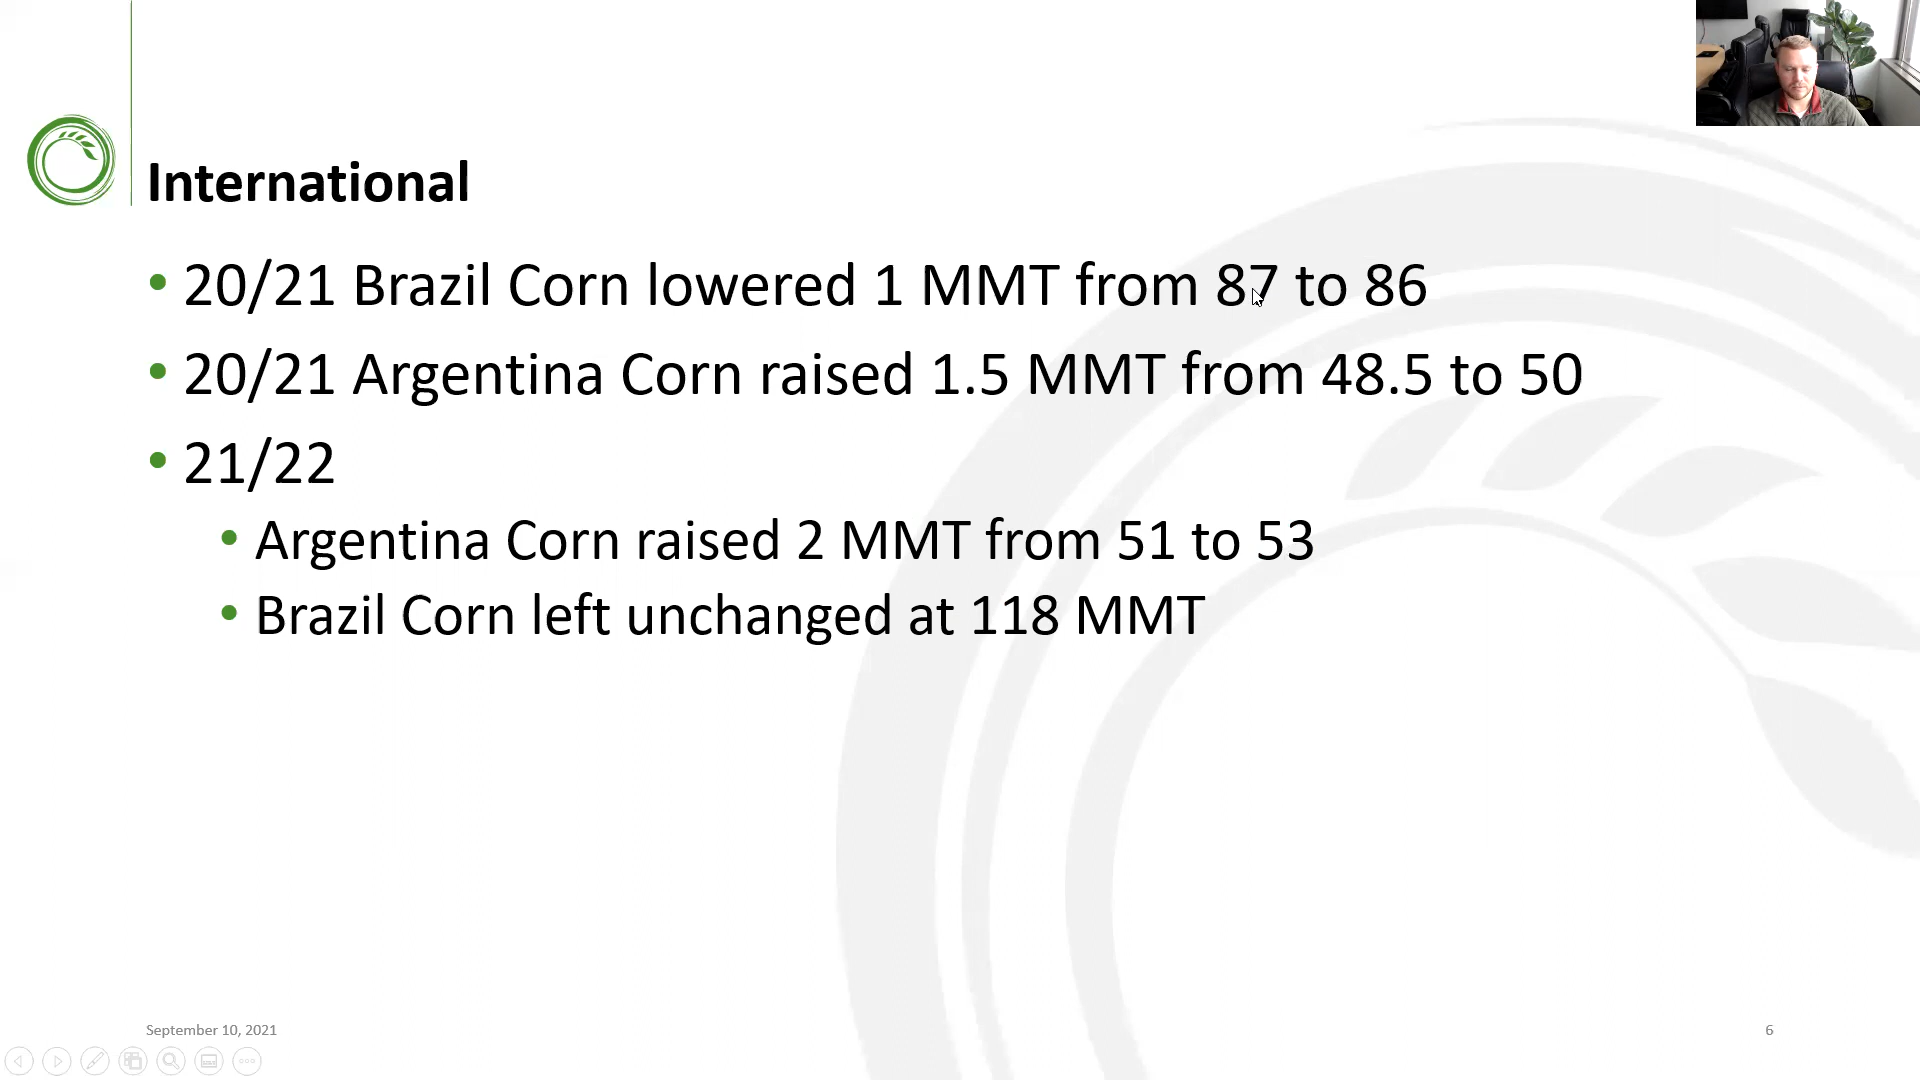 International
20/21 Brazil Corn lowered 1 MMT from 87 to 86
20/21 Argentina Corn raised 1.5 MMT from 48.5 to 50
21/22
Argentina Corn raised 2 MMT from 51 to 53
Brazil Corn left unchanged at 118 MMT
September 10, 2021
6